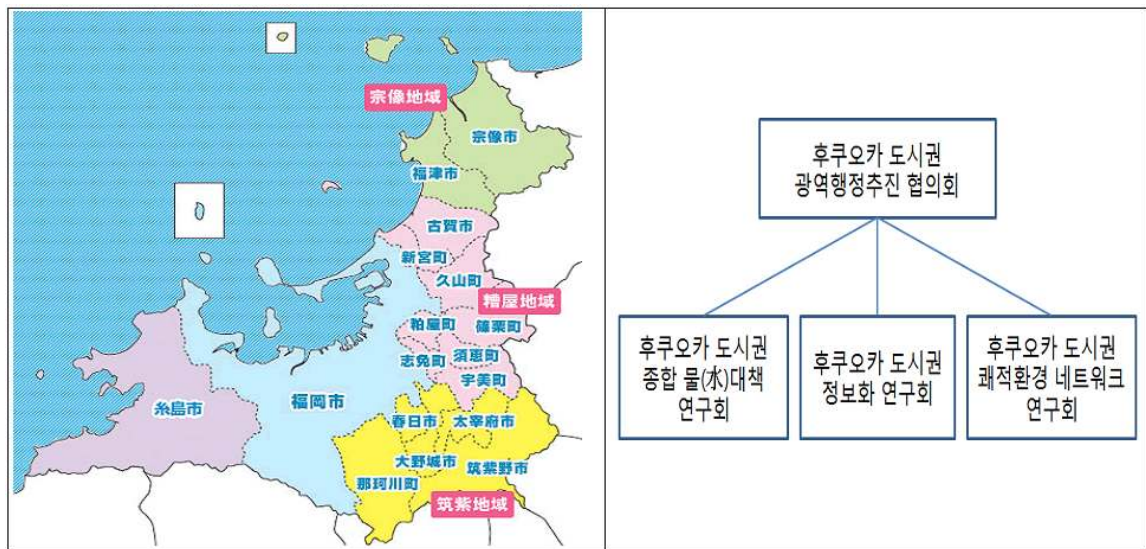 宗像地域
宗像市
福津市
古賀市
新宮町
久山町
糟屋地域
粕屋町
篠栗町
志免町
須恵町
宇美町
糸島市
福岡市
春日市
太宰府市
大野城市
筑紫野市
那珂川町
筑紫地域
후쿠오카 도시권
광역행정추진 협의회
후쿠오카 도시권
종합 물(水)대책
연구회
후쿠오카 도시권
정보화 연구회
후쿠오카 도시권
쾌적환경 네트워크
연구회